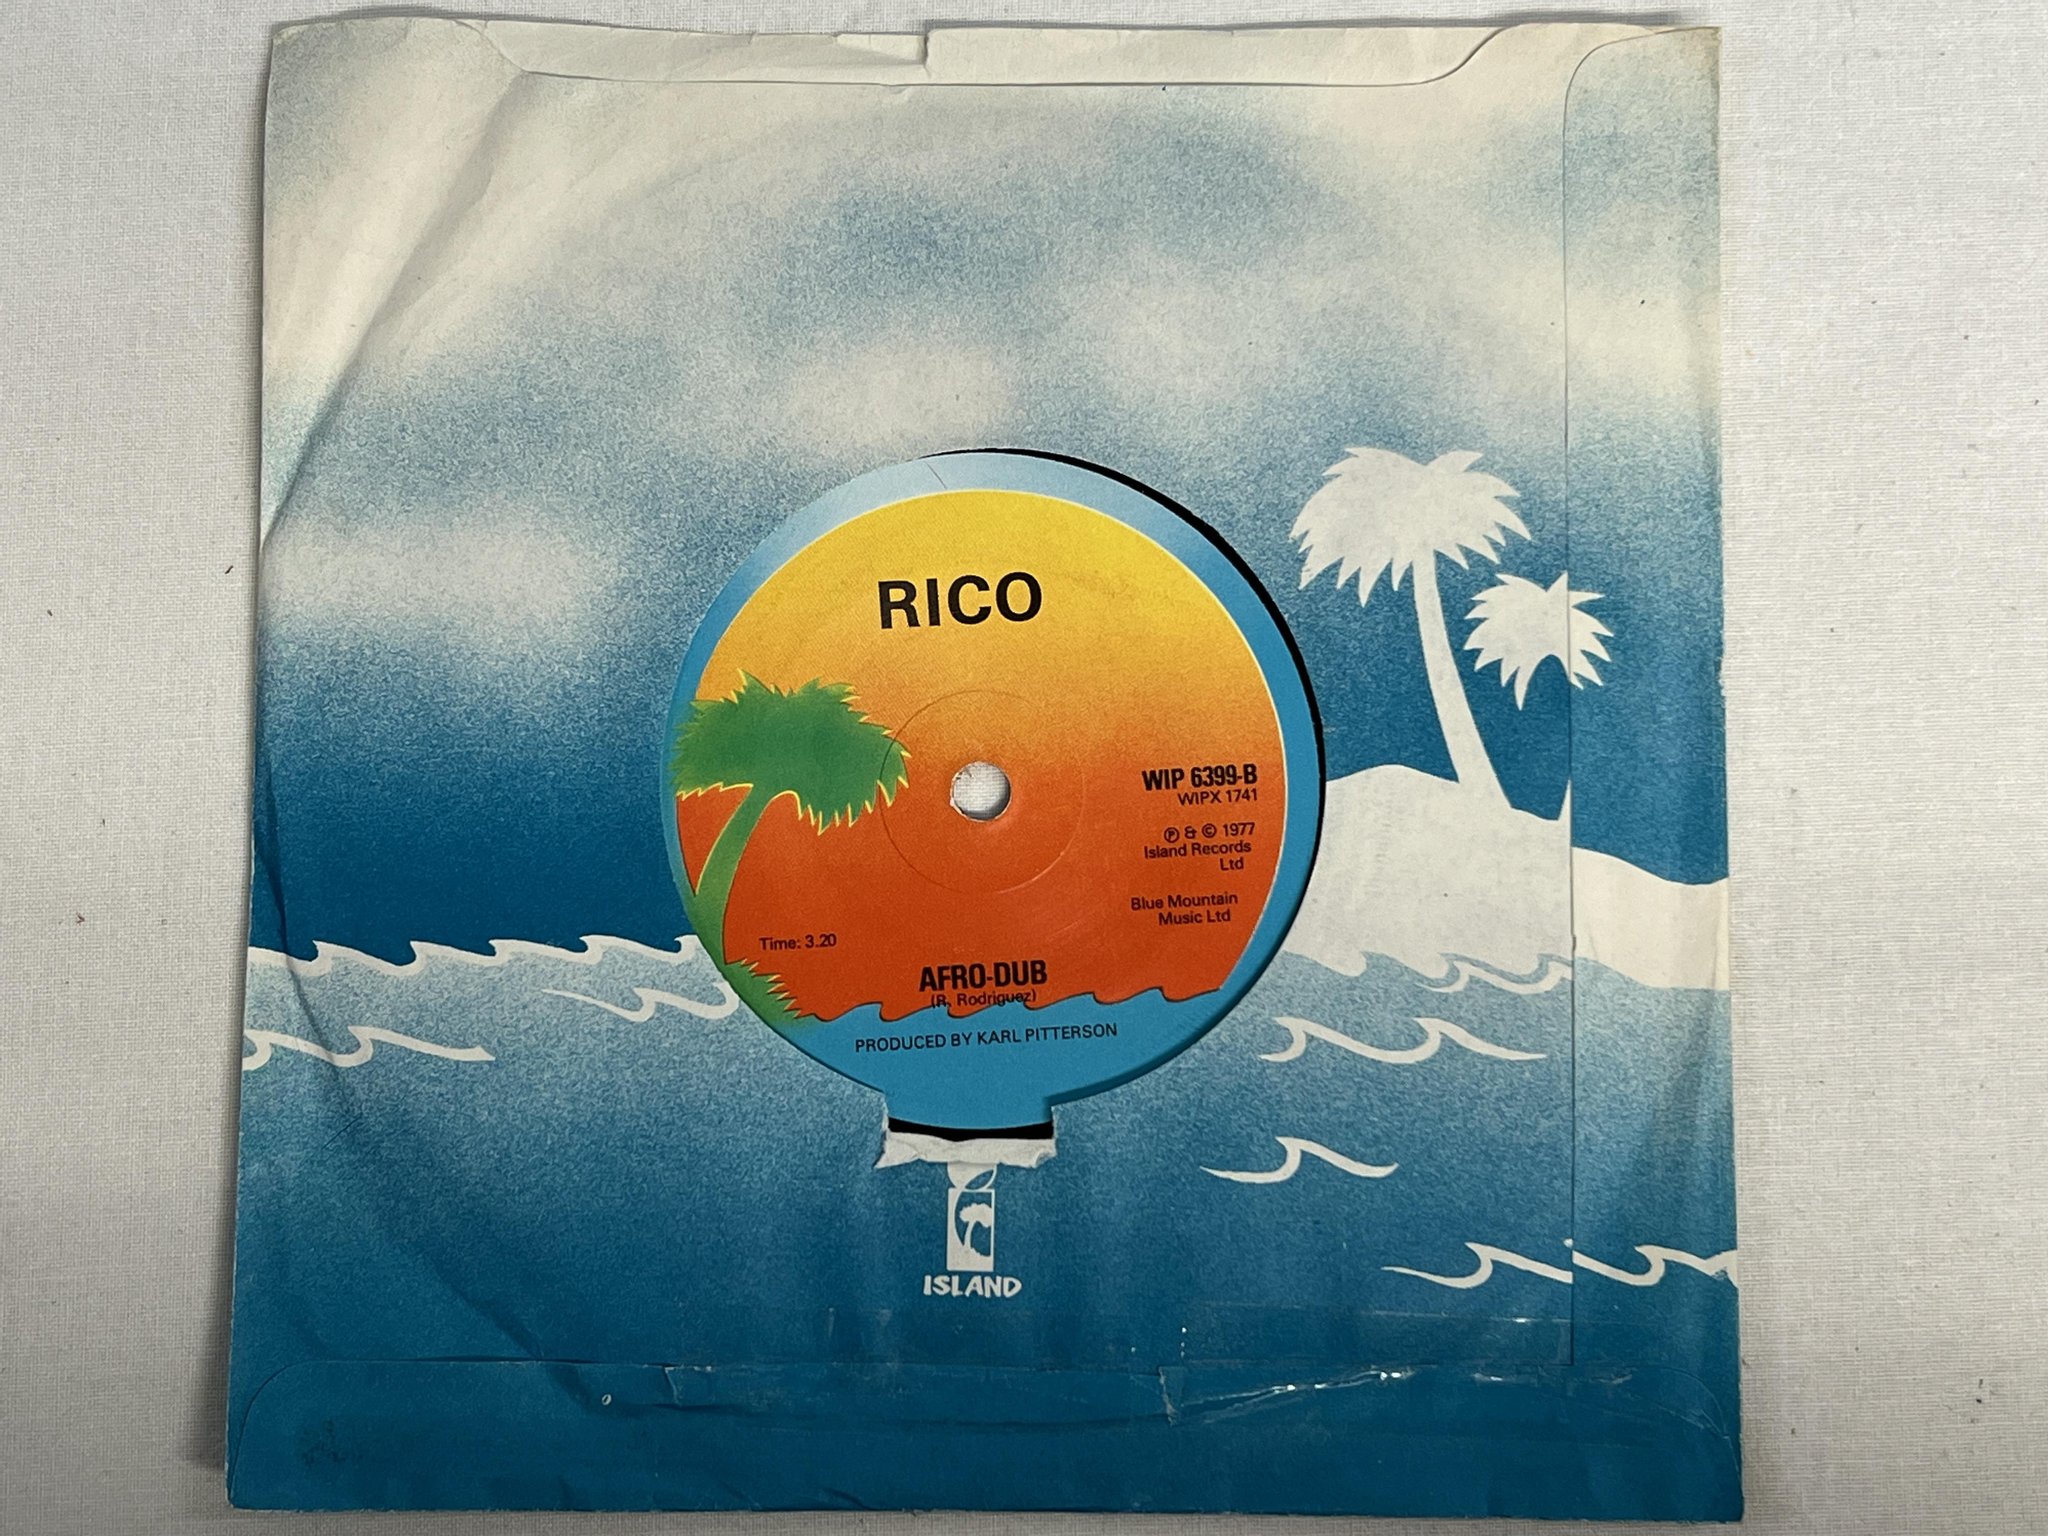 RICO
WIP 6399-B
WIPX 1741
Ⓟ & © 1977
Island Records
Ltd
Blue Mountain
Music Ltd
Time: 3.20
AFRO-DUB
(R. Rodriguez)
PRODUCED BY KARL PITTERSON
ISLAND